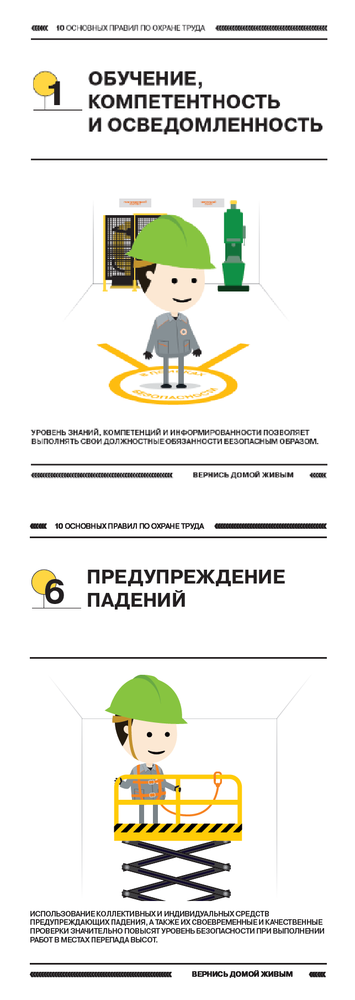 10 ОСНОВНЫХ ПРАВИЛ ПО ОХРАНЕ ТРУДА
1
ОБУЧЕНИЕ,
КОМПЕТЕНТНОСТЬ
И ОСВЕДОМЛЕННОСТЬ
В ПОИСКАХ
БЕЗОПАСНОСТИ
УРОВЕНЬ ЗНАНИЙ, КОМПЕТЕНЦИЙ И ИНФОРМИРОВАННОСТИ ПОЗВОЛЯЕТ
ВЫПОЛНЯТЬ СВОИ ДОЛЖНОСТНЫЕ ОБЯЗАННОСТИ БЕЗОПАСНЫМ ОБРАЗОМ.
ВЕРНИСЬ ДОМОЙ ЖИВЫМ
10 ОСНОВНЫХ ПРАВИЛ ПО ОХРАНЕ ТРУДА
6
ПРЕДУПРЕЖДЕНИЕ
ПАДЕНИЙ
ИСПОЛЬЗОВАНИЕ КОЛЛЕКТИВНЫХ И ИНДИВИДУАЛЬНЫХ СРЕДСТВ
ПРЕДУПРЕЖДАЮЩИХ ПАДЕНИЯ, А ТАКЖЕ ИХ СВОЕВРЕМЕННЫЕ И КАЧЕСТВЕННЫЕ
ПРОВЕРКИ ЗНАЧИТЕЛЬНО ПОВЫСЯТ УРОВЕНЬ БЕЗОПАСНОСТИ ПРИ ВЫПОЛНЕНИИ
РАБОТ В МЕСТАХ ПЕРЕПАДА ВЫСОТ.
ВЕРНИСЬ ДОМОЙ ЖИВЫМ